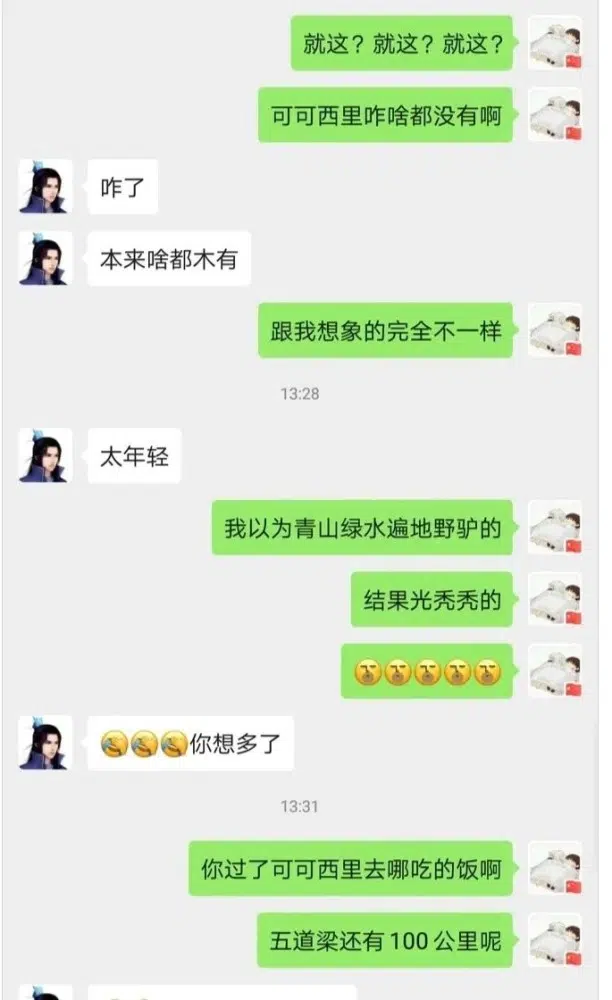 就这？就这？就这？
可可西里咋啥都没有啊
咋了
本来啥都木有
跟我想象的完全不一样
13:28
太年轻
我以为青山绿水遍地野驴的
结果光秃秃的
你想多了
13:31
你过了可可西里去哪吃的饭啊
五道梁还有100公里呢